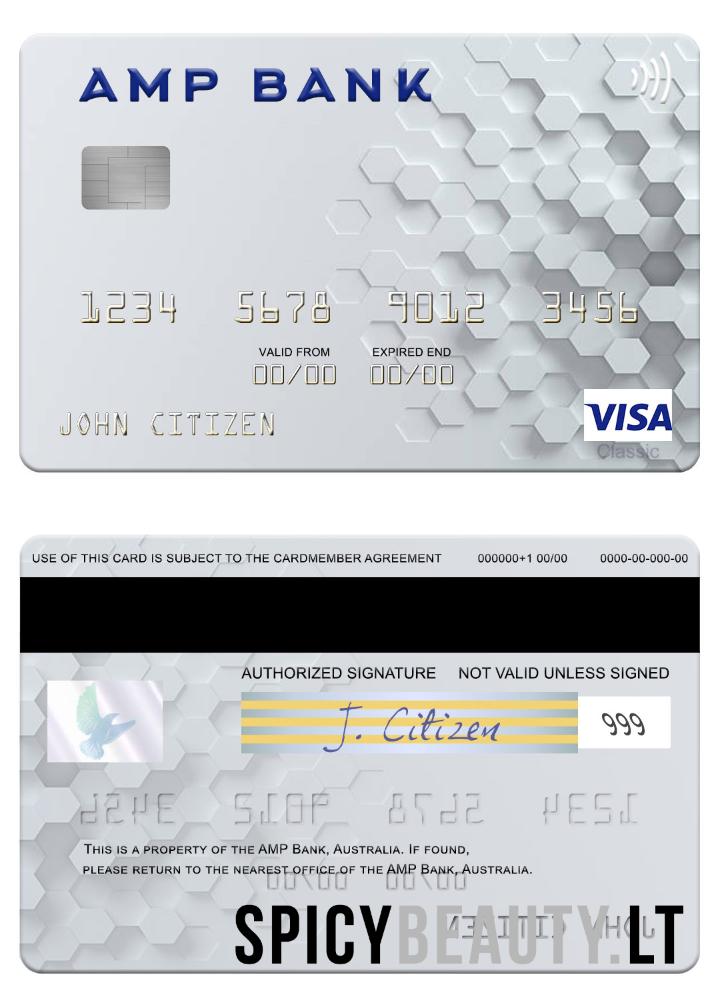 AMP BANK
1234 5678 9012 3456
VALID FROM EXPIRED END
00/00 00/00
JOHN CITIZEN
VISA
Classic
USE OF THIS CARD IS SUBJECT TO THE CARDMEMBER AGREEMENT 000000+1 00/00 0000-00-000-00
AUTHORIZED SIGNATURE NOT VALID UNLESS SIGNED
J. Citizen 999
THIS IS A PROPERTY OF THE AMP BANK, AUSTRALIA. IF FOUND,
PLEASE RETURN TO THE NEAREST OFFICE OF THE AMP BANK, AUSTRALIA.
SPICYBEAUTY.LT